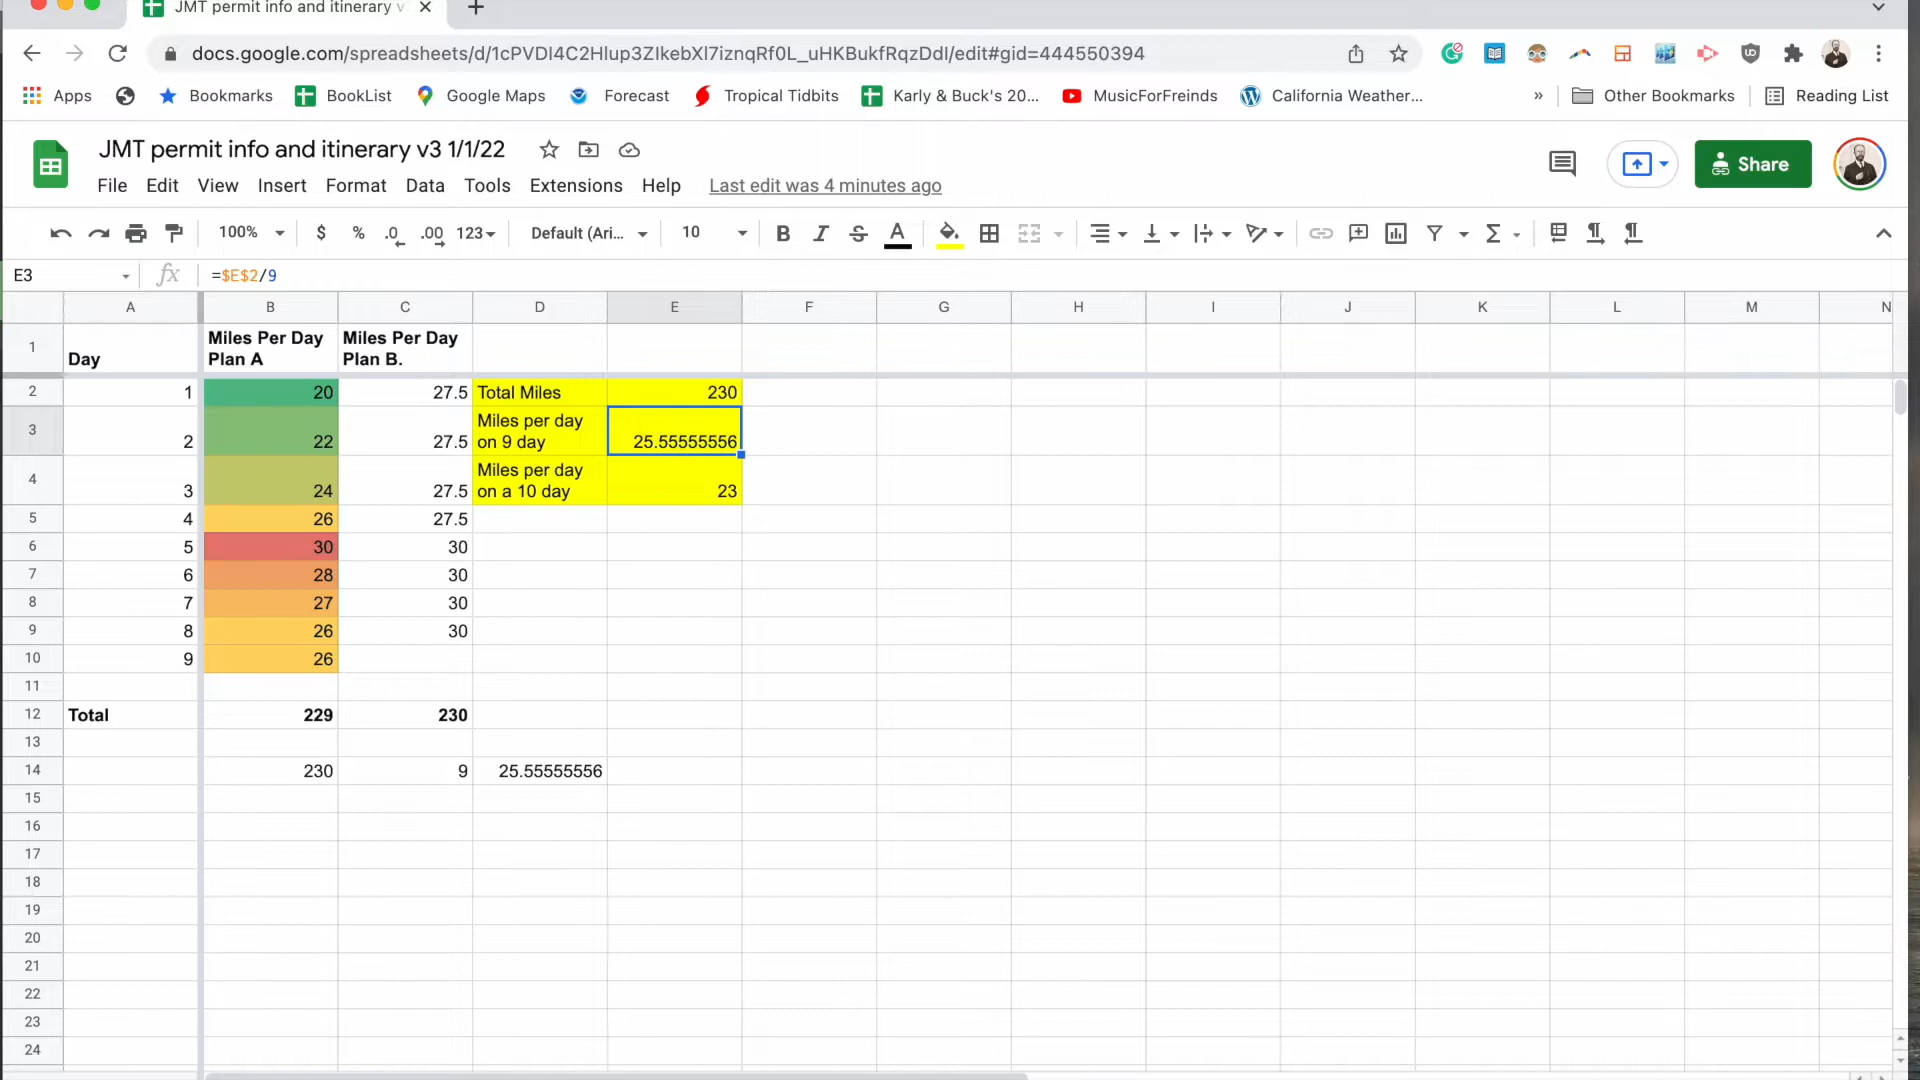 JMT permit info and itinerary v
docs.google.com/spreadsheets/d/1cPVDI4C2Hlup3ZIkebXl7iznqRf0L_uHKBukfRqzDdI/edit#gid=444550394
Apps Bookmarks BookList Google Maps Forecast Tropical Tidbits Karly & Buck's 20... MusicForFreinds California Weather... » Other Bookmarks Reading List
JMT permit info and itinerary v3 1/1/22
Share
File Edit View Insert Format Data Tools Extensions Help Last edit was 4 minutes ago
100% $ % .0 .00 123 Default (Ari... 10 B I S A
E3 fx =$E$2/9
A B C D E F G H I J K L M N
1 Day Miles Per Day Plan A Miles Per Day Plan B.
2 1 20 27.5 Total Miles 230
3 2 22 27.5 Miles per day on 9 day 25.55555556
4 3 24 27.5 Miles per day on a 10 day 23
5 4 26 27.5
6 5 30 30
7 6 28 30
8 7 27 30
9 8 26 30
10 9 26
11
12 Total 229 230
13
14 230 9 25.55555556
15
16
17
18
19
20
21
22
23
24